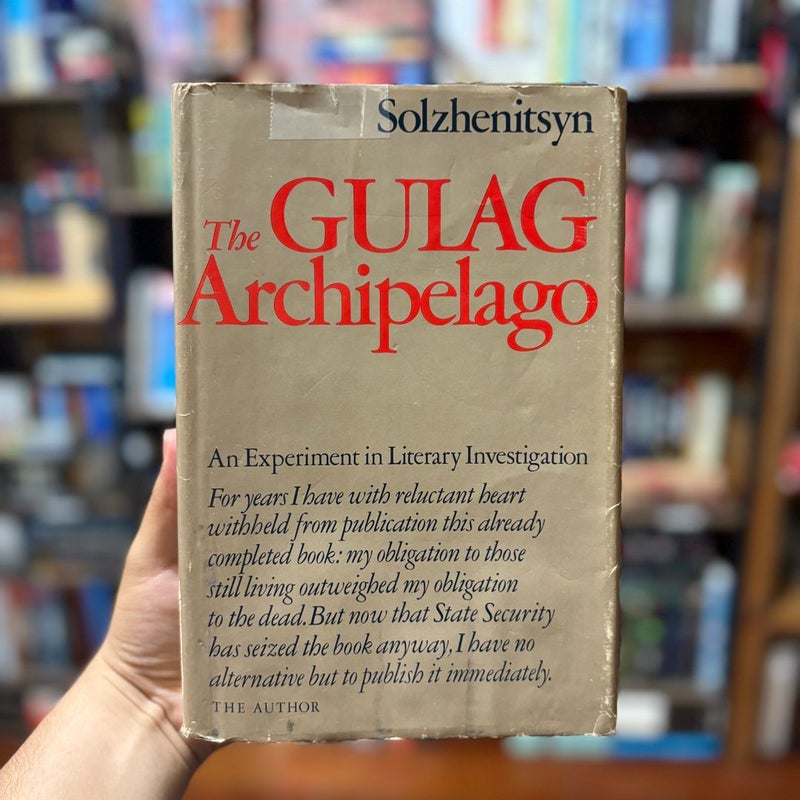 Solzhenitsyn
The GULAG
Archipelago
An Experiment in Literary Investigation
For years I have with reluctant heart
withheld from publication this already
completed book: my obligation to those
still living outweighed my obligation
to the dead. But now that State Security
has seized the book anyway, I have no
alternative but to publish it immediately.
THE AUTHOR